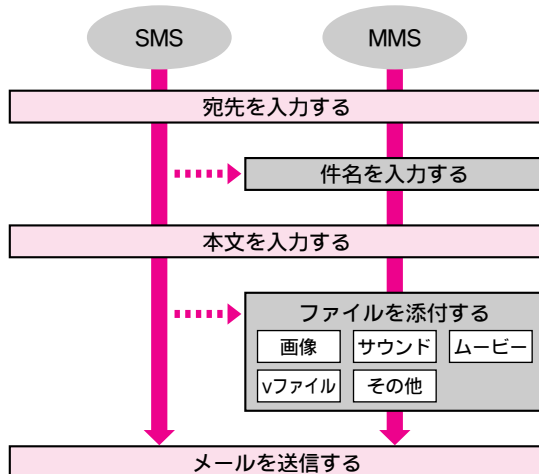 SMS MMS
宛先を入力する
件名を入力する
本文を入力する
ファイルを添付する
画像 サウンド ムービー
vファイル その他
メールを送信する